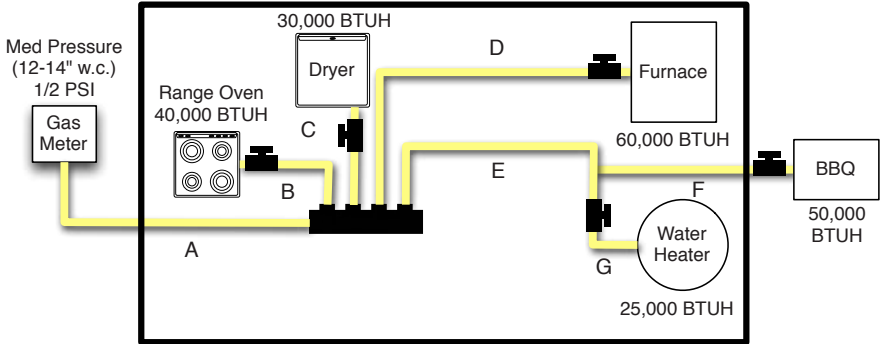 Med Pressure
(12-14" w.c.)
1/2 PSI
Gas
Meter
A
Range Oven
40,000 BTUH
B
30,000 BTUH
Dryer
C
D
Furnace
60,000 BTUH
E
F
BBQ
50,000
BTUH
G
Water
Heater
25,000 BTUH